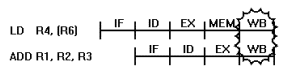 LD R4, (R6) IF ID EX MEM WB
ADD R1, R2, R3 IF ID EX WB